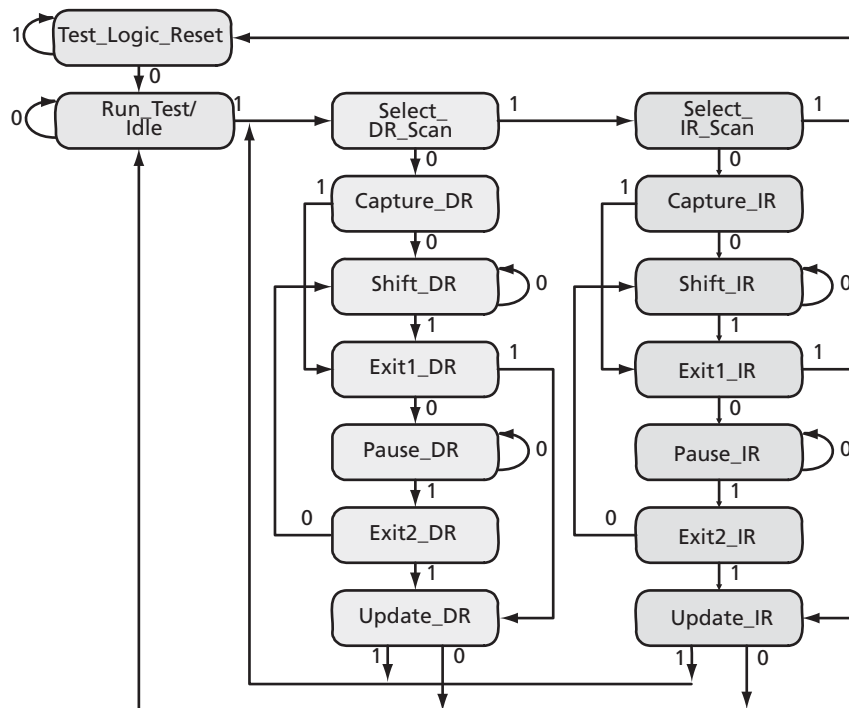 Test_Logic_Reset
1
0
Run_Test/
Idle
0
1
Select_
DR_Scan
1
0
Select_
IR_Scan
1
0
Capture_DR
1
0
Capture_IR
1
0
Shift_DR
0
1
Shift_IR
0
1
Exit1_DR
1
0
Exit1_IR
1
0
Pause_DR
0
1
Pause_IR
0
1
Exit2_DR
0
1
Exit2_IR
0
1
Update_DR
1
0
Update_IR
1
0